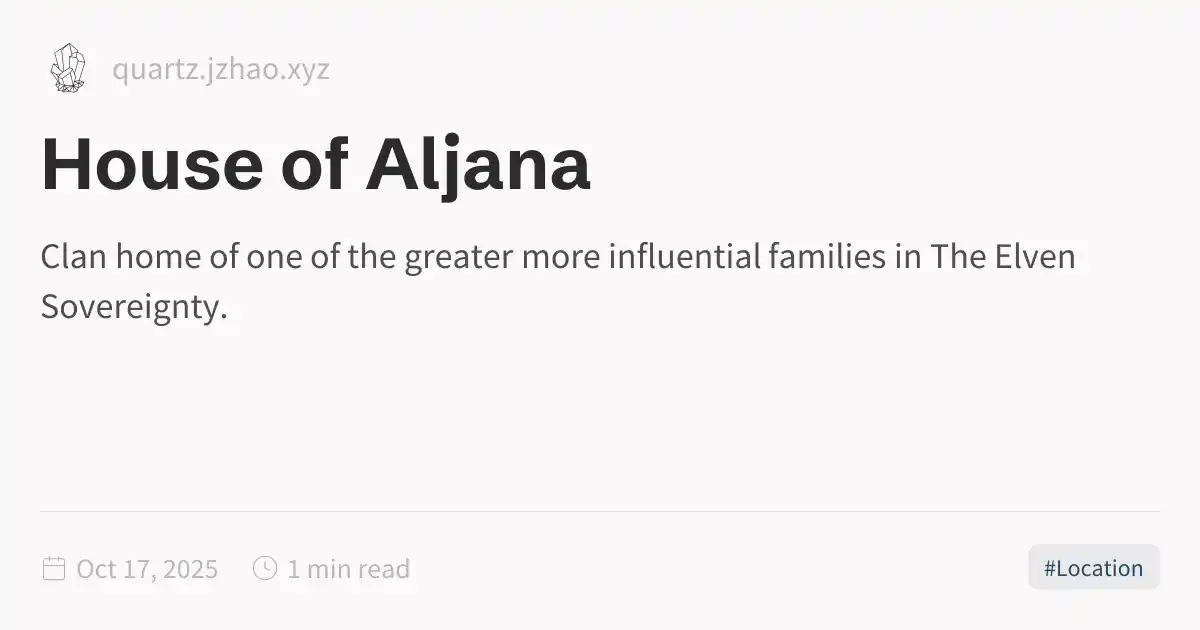 quartz.jzhao.xyz
House of Aljana
Clan home of one of the greater more influential families in The Elven
Sovereignty.
Oct 17, 2025 1 min read #Location